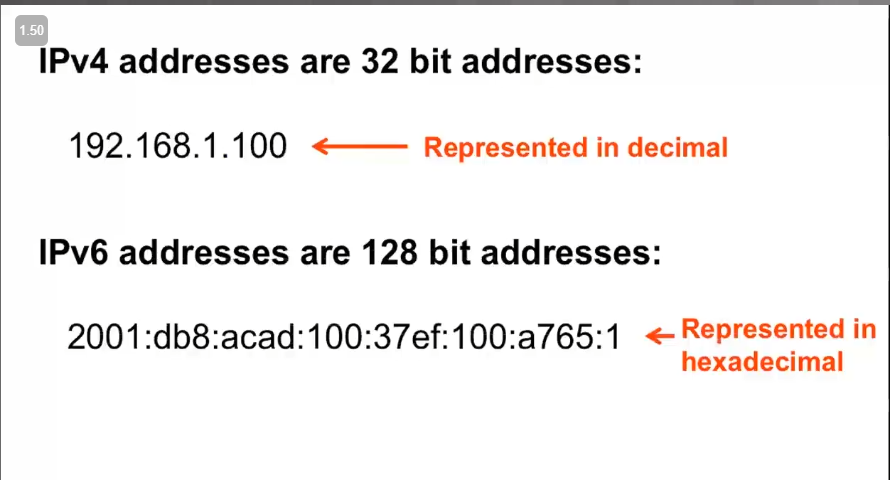 1.50
IPv4 addresses are 32 bit addresses:
192.168.1.100
Represented in decimal
IPv6 addresses are 128 bit addresses:
2001:db8:acad:100:37ef:100:a765:1
Represented in
hexadecimal